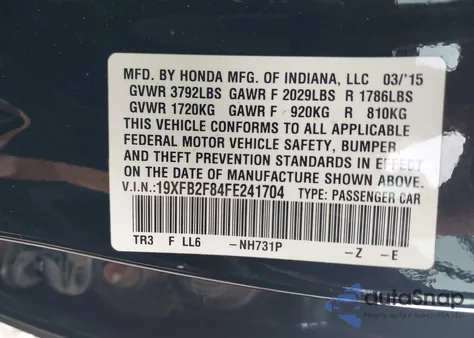 MFD. BY HONDA MFG. OF INDIANA, LLC 03/'15
GVWR 3792LBS GAWR F 2029LBS R 1786LBS
GVWR 1720KG GAWR F 920KG R 810KG
THIS VEHICLE CONFORMS TO ALL APPLICABLE
FEDERAL MOTOR VEHICLE SAFETY, BUMPER,
AND THEFT PREVENTION STANDARDS IN EFFECT
ON THE DATE OF MANUFACTURE SHOWN ABOVE.
V.I.N.:19XFB2F84FE241704 TYPE: PASSENGER CAR
TR3 F LL6 -NH731P -Z -E
autoSnap